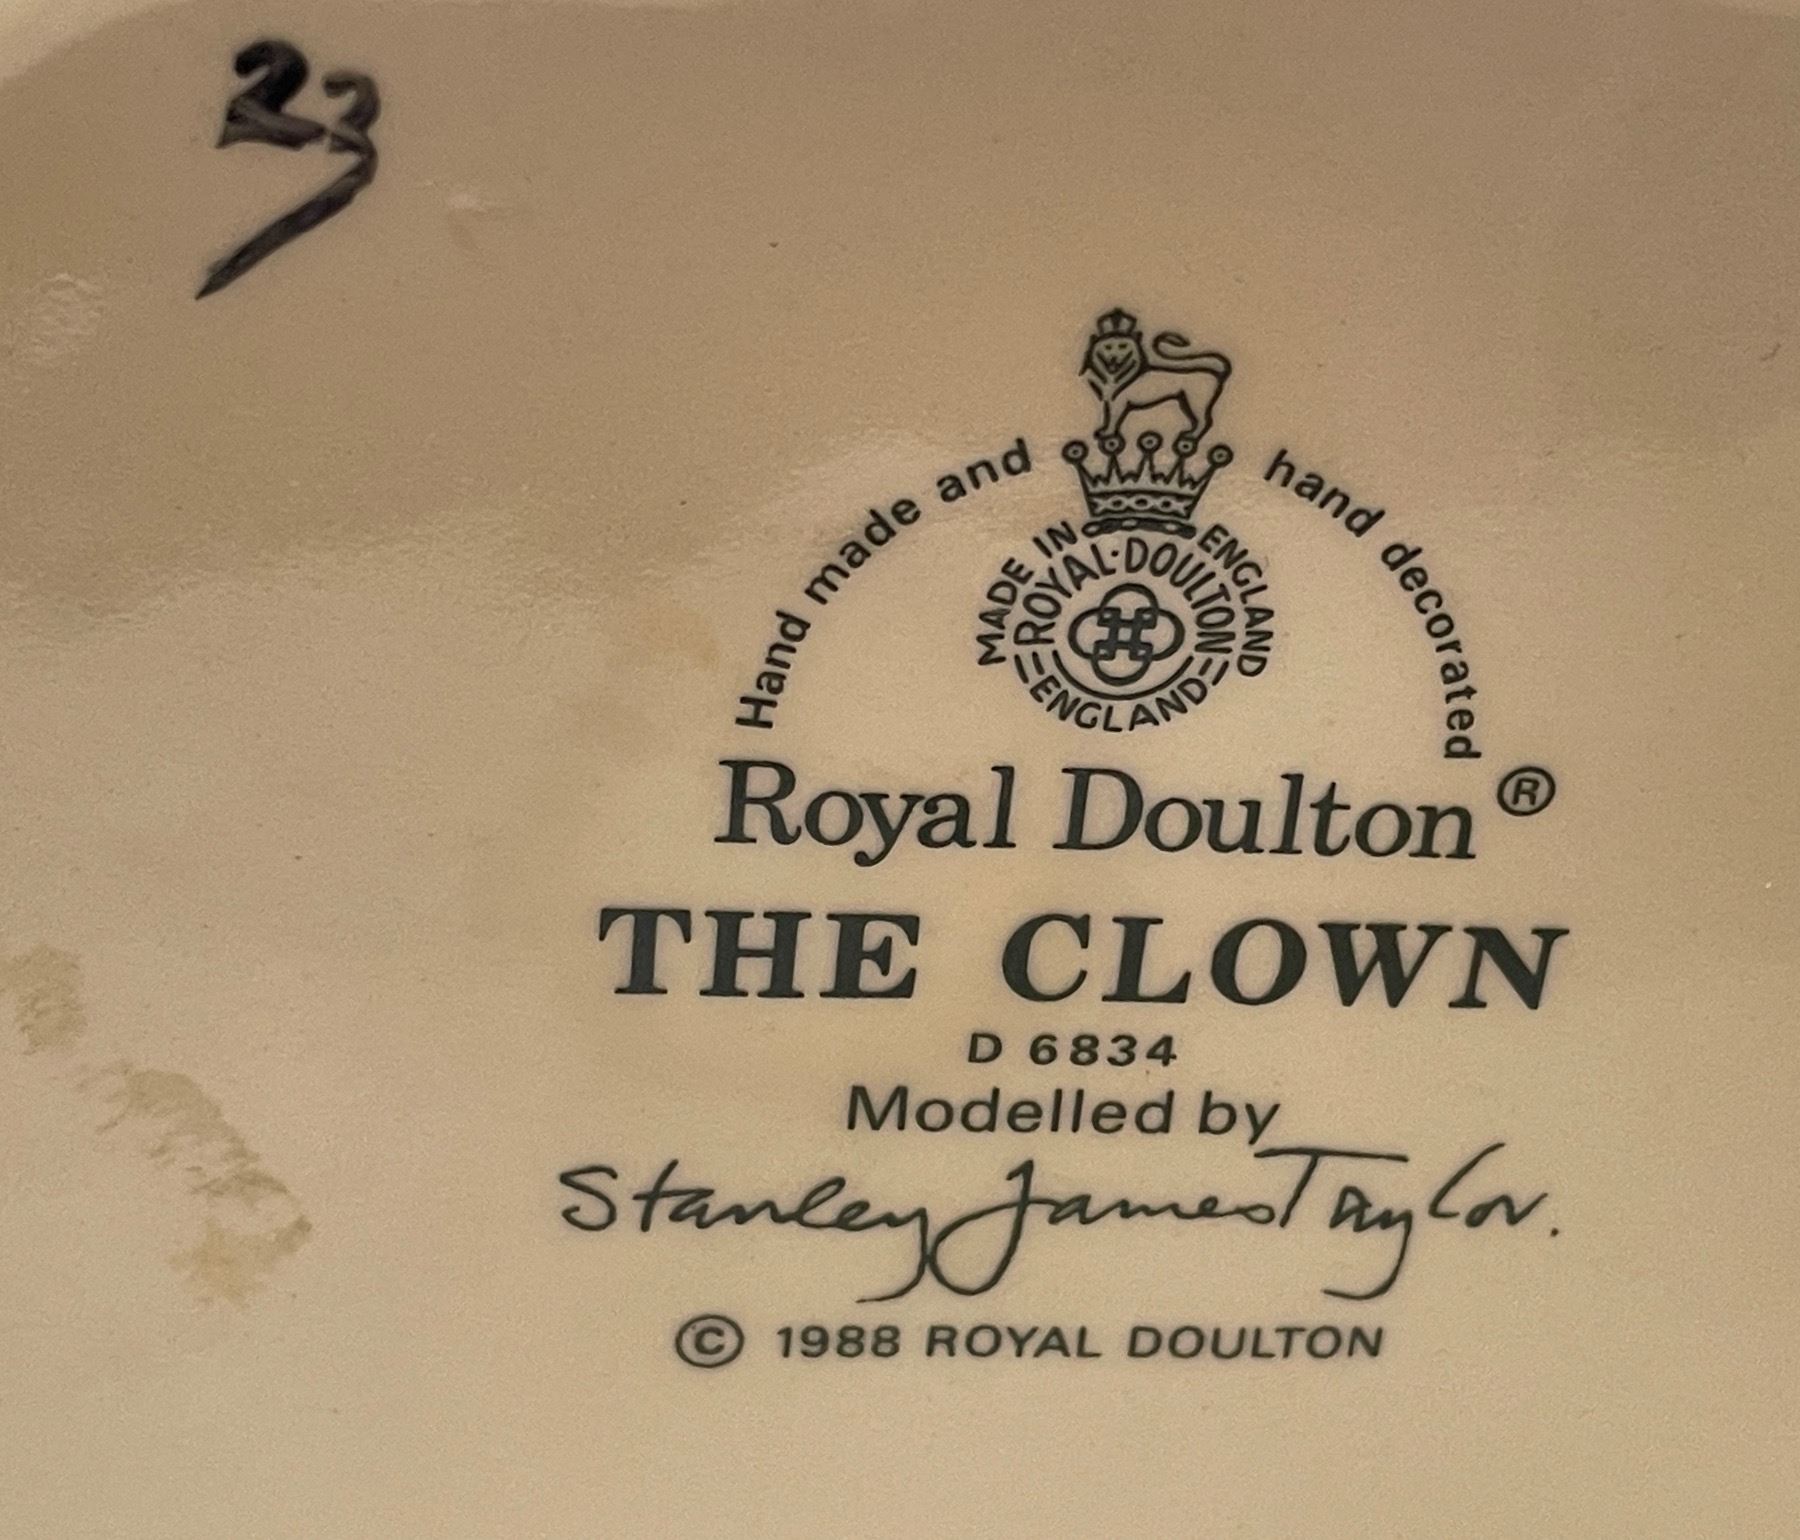 23
Hand made and hand decorated
MADE IN ENGLAND
ROYAL·DOULTON
ENGLAND
Royal Doulton®
THE CLOWN
D 6834
Modelled by
Stanley James Taylor.
© 1988 ROYAL DOULTON